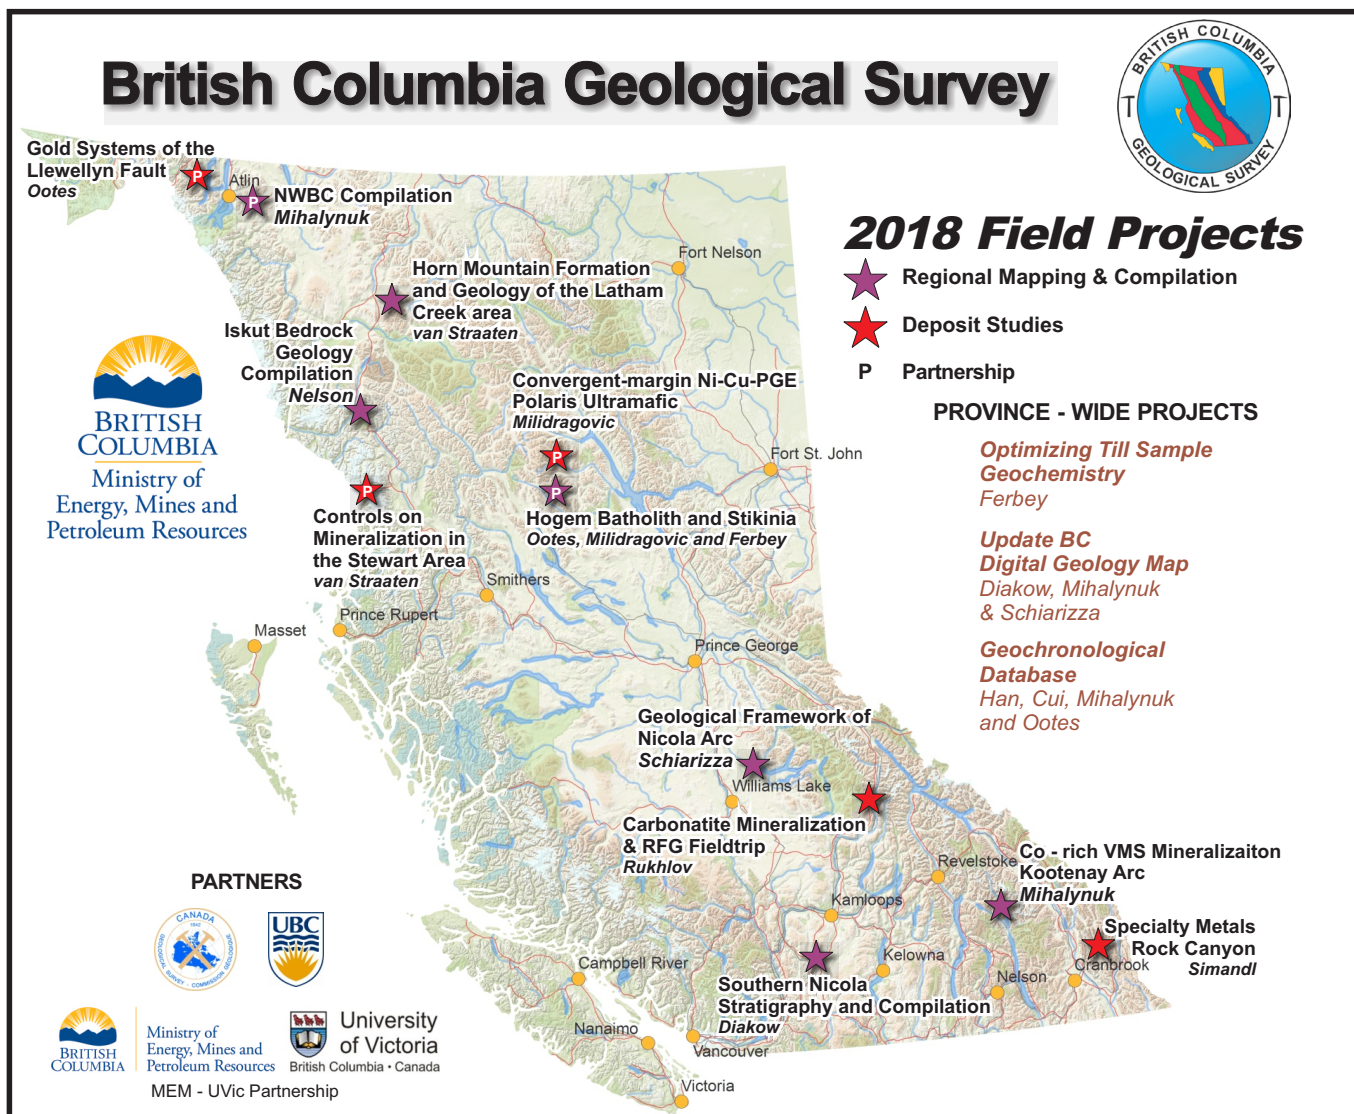 British Columbia Geological Survey
BRITISH COLUMBIA
GEOLOGICAL SURVEY
Gold Systems of the
Llewellyn Fault
Ootes
P
Atlin
P
NWBC Compilation
Mihalynuk
2018 Field Projects
Regional Mapping & Compilation
Deposit Studies
P Partnership
Fort Nelson
Horn Mountain Formation
and Geology of the Latham
Creek area
van Straaten
Iskut Bedrock
Geology
Compilation
Nelson
BRITISH
COLUMBIA
Ministry of
Energy, Mines and
Petroleum Resources
Convergent-margin Ni-Cu-PGE
Polaris Ultramafic
Milidragovic
P
P
Hogem Batholith and Stikinia
Ootes, Milidragovic and Ferbey
Fort St. John
P
Controls on
Mineralization in
the Stewart Area
van Straaten
PROVINCE - WIDE PROJECTS
Optimizing Till Sample
Geochemistry
Ferbey
Update BC
Digital Geology Map
Diakow, Mihalynuk
& Schiarizza
Geochronological
Database
Han, Cui, Mihalynuk
and Ootes
Smithers
Prince Rupert
Masset
Prince George
Geological Framework of
Nicola Arc
Schiarizza
Williams Lake
Carbonatite Mineralization
& RFG Fieldtrip
Rukhlov
Revelstoke
Co - rich VMS Mineralizaiton
Kootenay Arc
Mihalynuk
Kamloops
Specialty Metals
Rock Canyon
Simandl
Cranbrook
Kelowna
Nelson
Southern Nicola
Stratigraphy and Compilation
Diakow
Campbell River
Nanaimo
Vancouver
Victoria
PARTNERS
CANADA
1842
GEOLOGICAL SURVEY - COMMISSION GÉOLOGIQUE
UBC
BRITISH
COLUMBIA
Ministry of
Energy, Mines and
Petroleum Resources
University
of Victoria
British Columbia • Canada
MEM - UVic Partnership